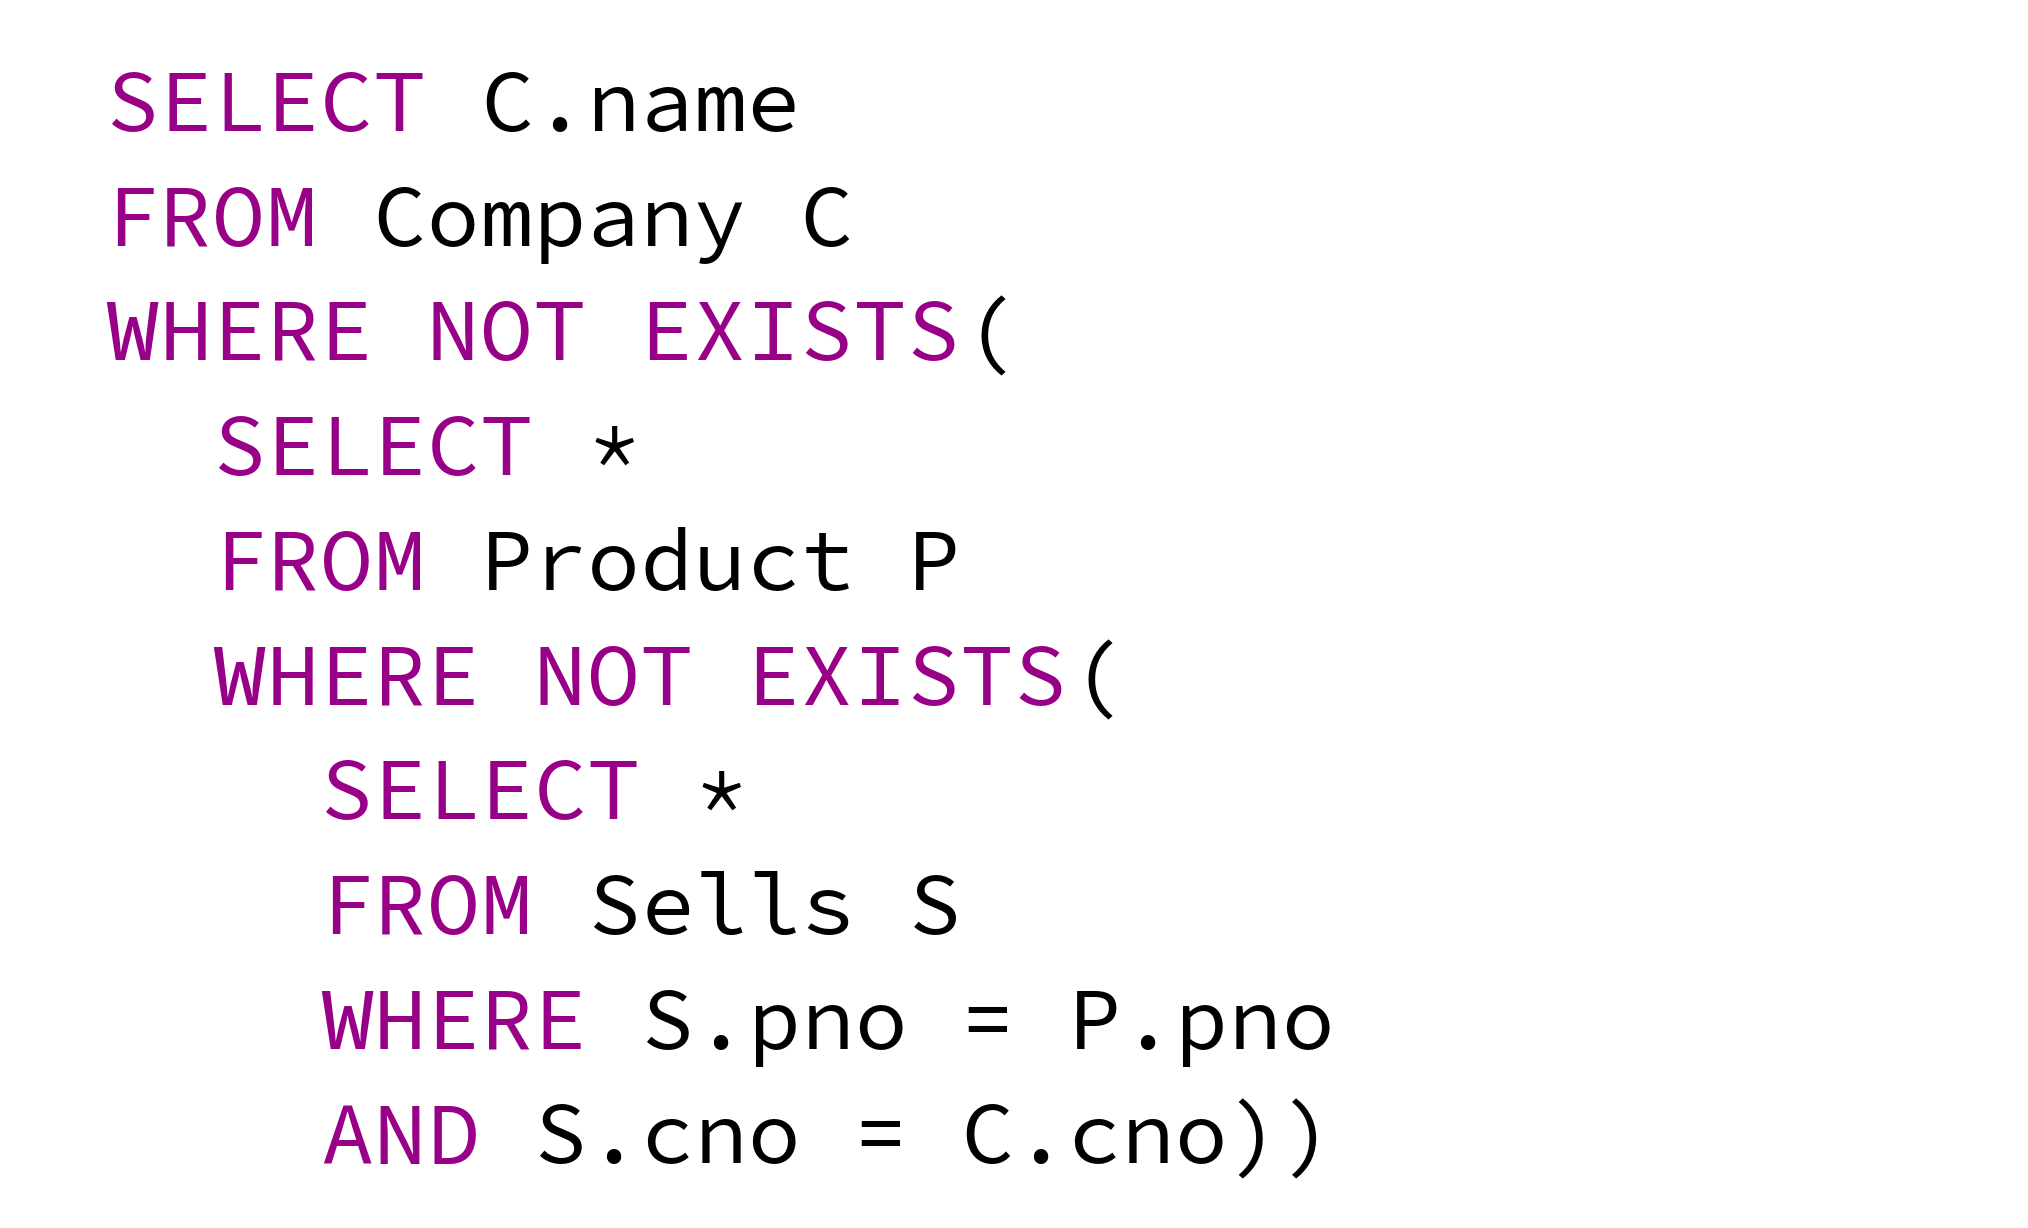 SELECT C.name
FROM Company C
WHERE NOT EXISTS(
SELECT *
FROM Product P
WHERE NOT EXISTS(
SELECT *
FROM Sells S
WHERE S.pno = P.pno
AND S.cno = C.cno))